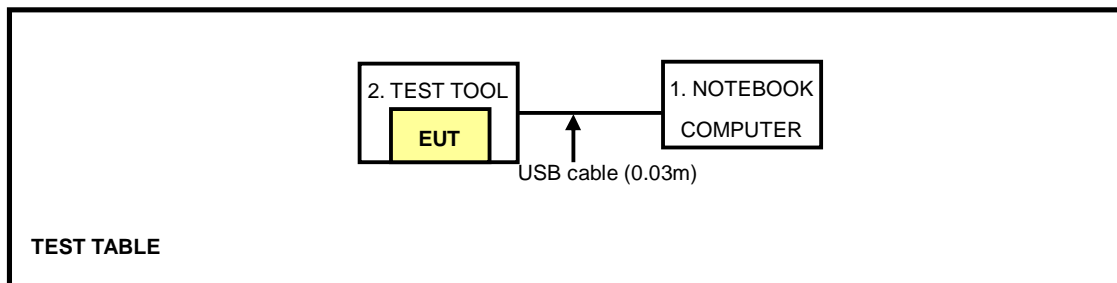 2. TEST TOOL
EUT
1. NOTEBOOK
COMPUTER
USB cable (0.03m)
TEST TABLE